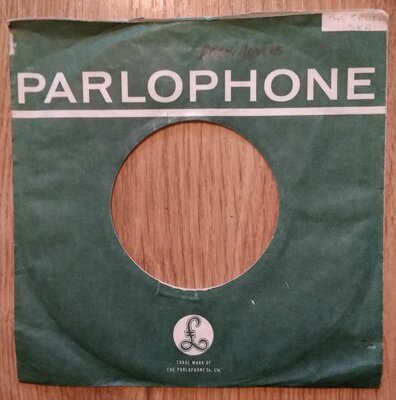 PARLOPHONE
£
TRADE MARK OF
THE PARLOPHONE Co. Ltd.